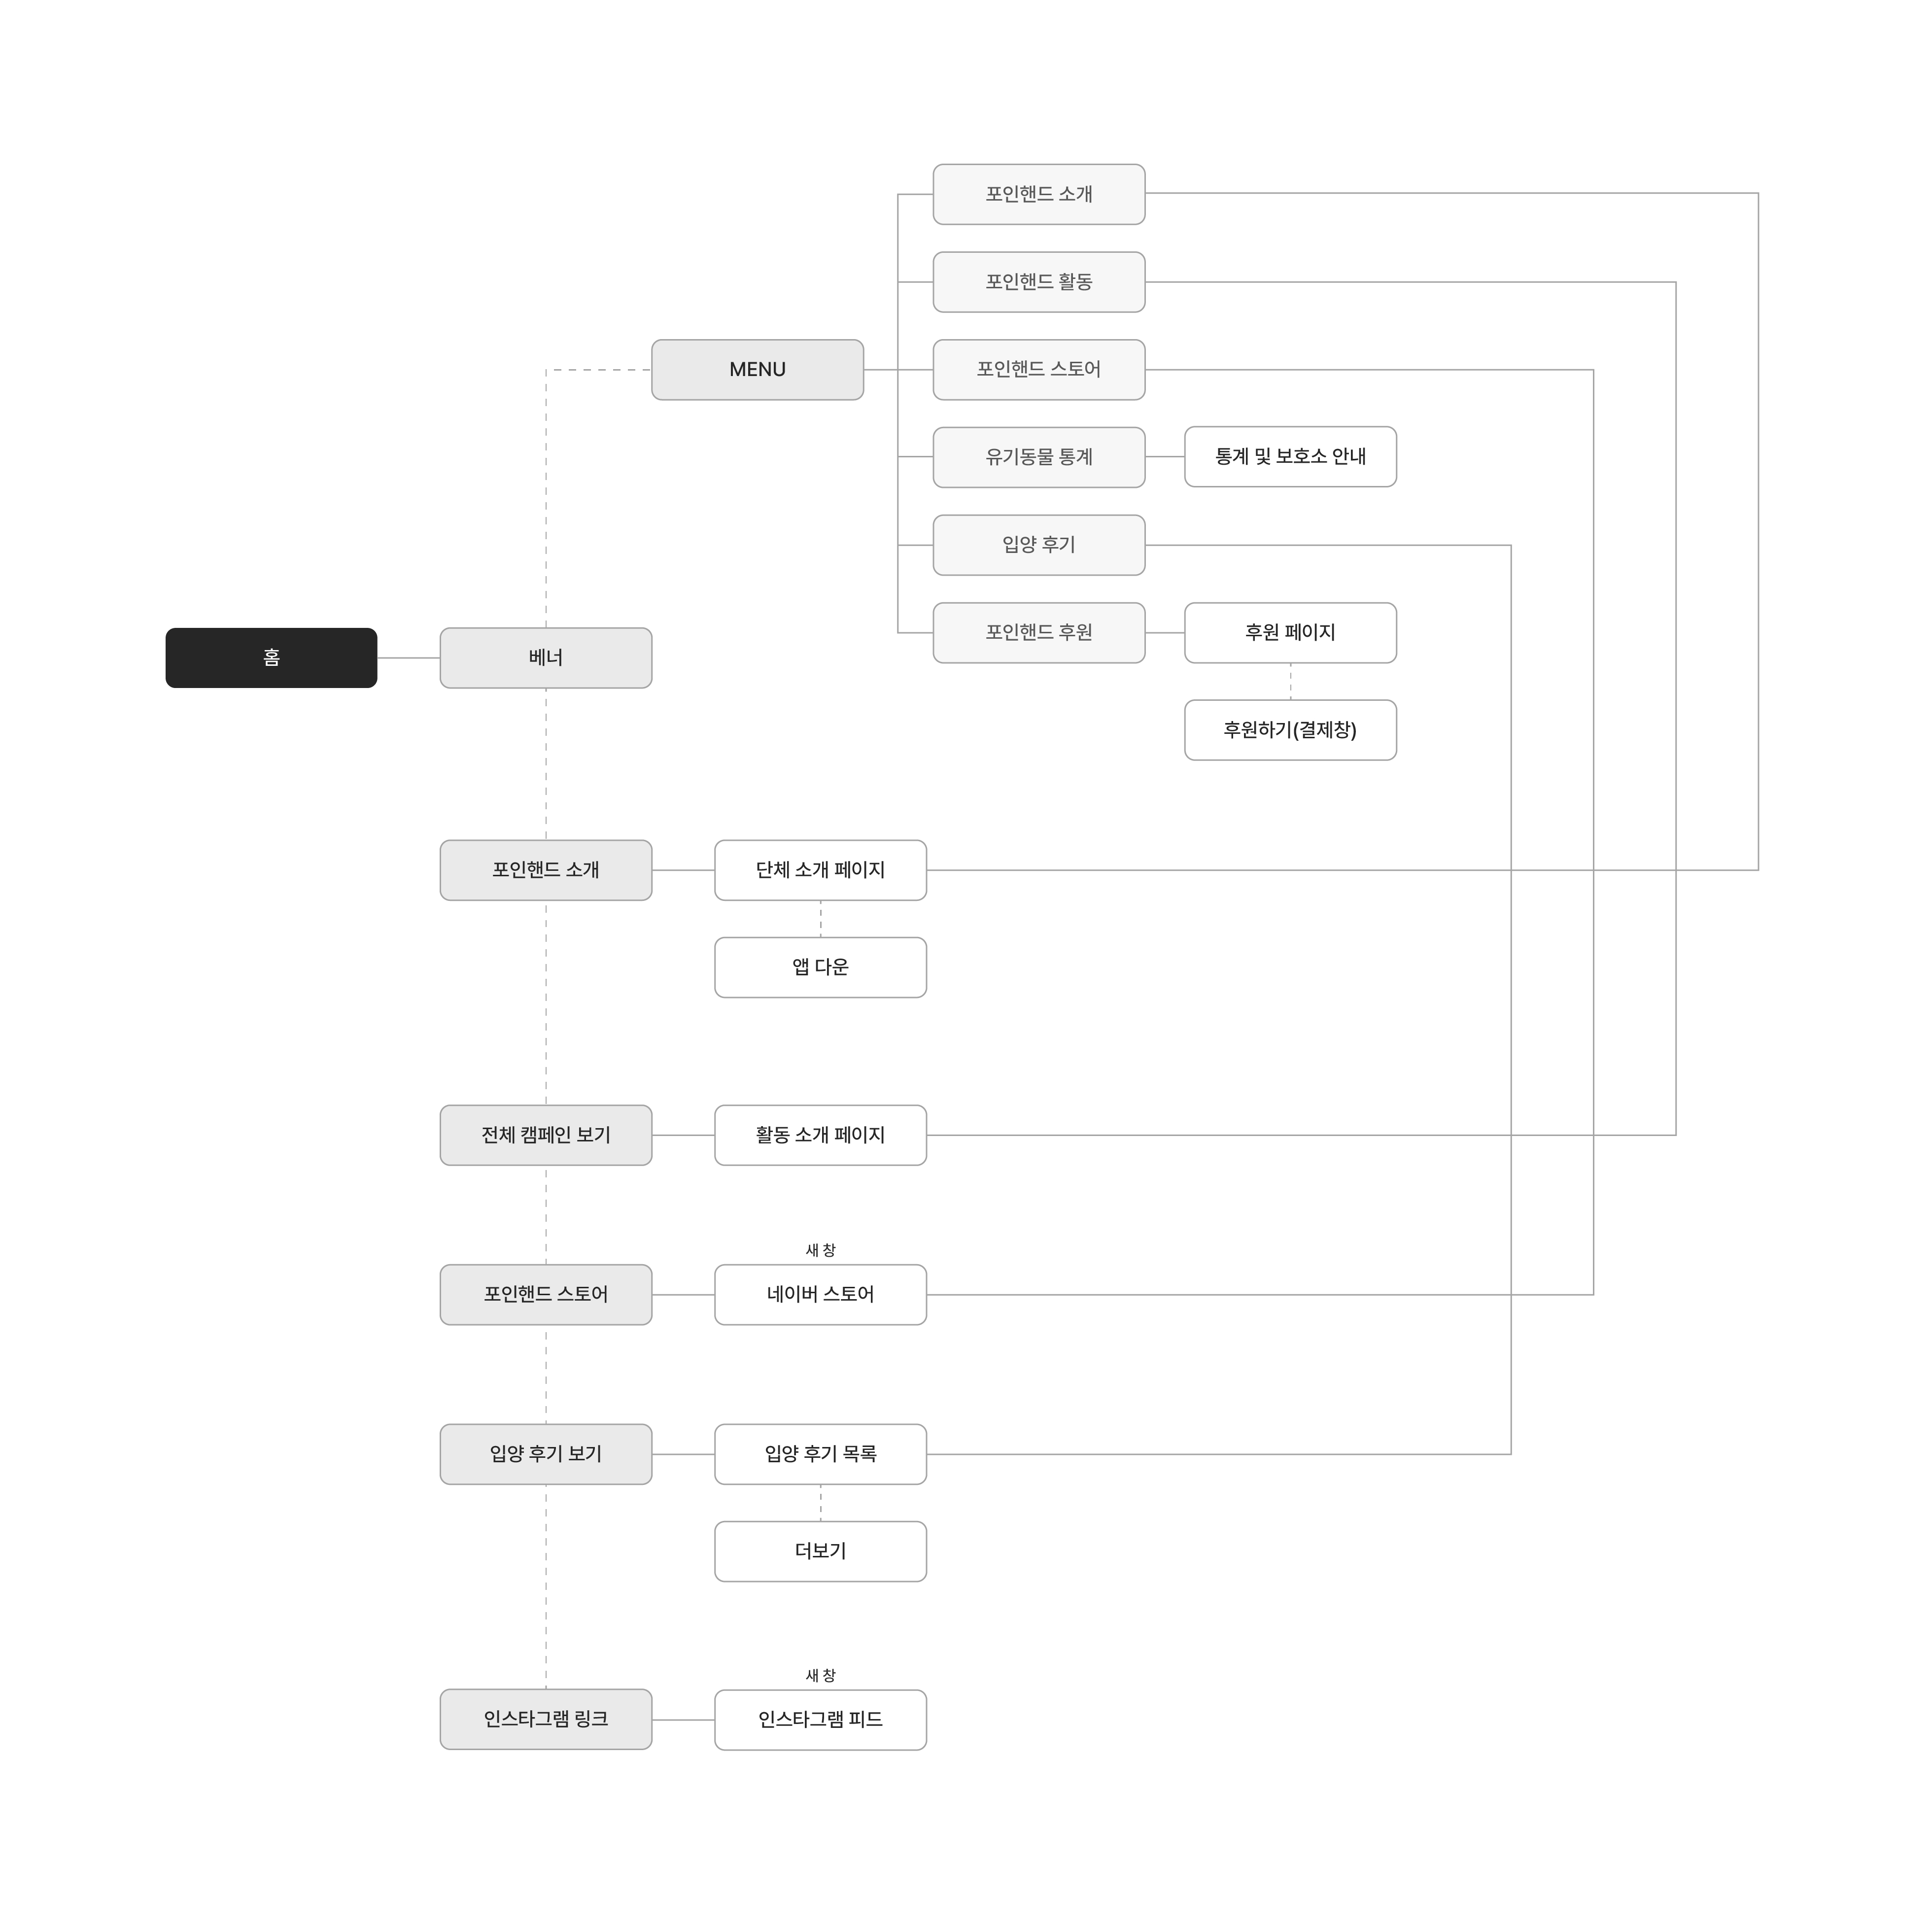 포인핸드 소개
포인핸드 활동
MENU
포인핸드 스토어
유기동물 통계
통계 및 보호소 안내
입양 후기
포인핸드 후원
후원 페이지
홈
베너
후원하기(결제창)
포인핸드 소개
단체 소개 페이지
앱 다운
전체 캠페인 보기
활동 소개 페이지
새 창
포인핸드 스토어
네이버 스토어
입양 후기 보기
입양 후기 목록
더보기
새 창
인스타그램 링크
인스타그램 피드